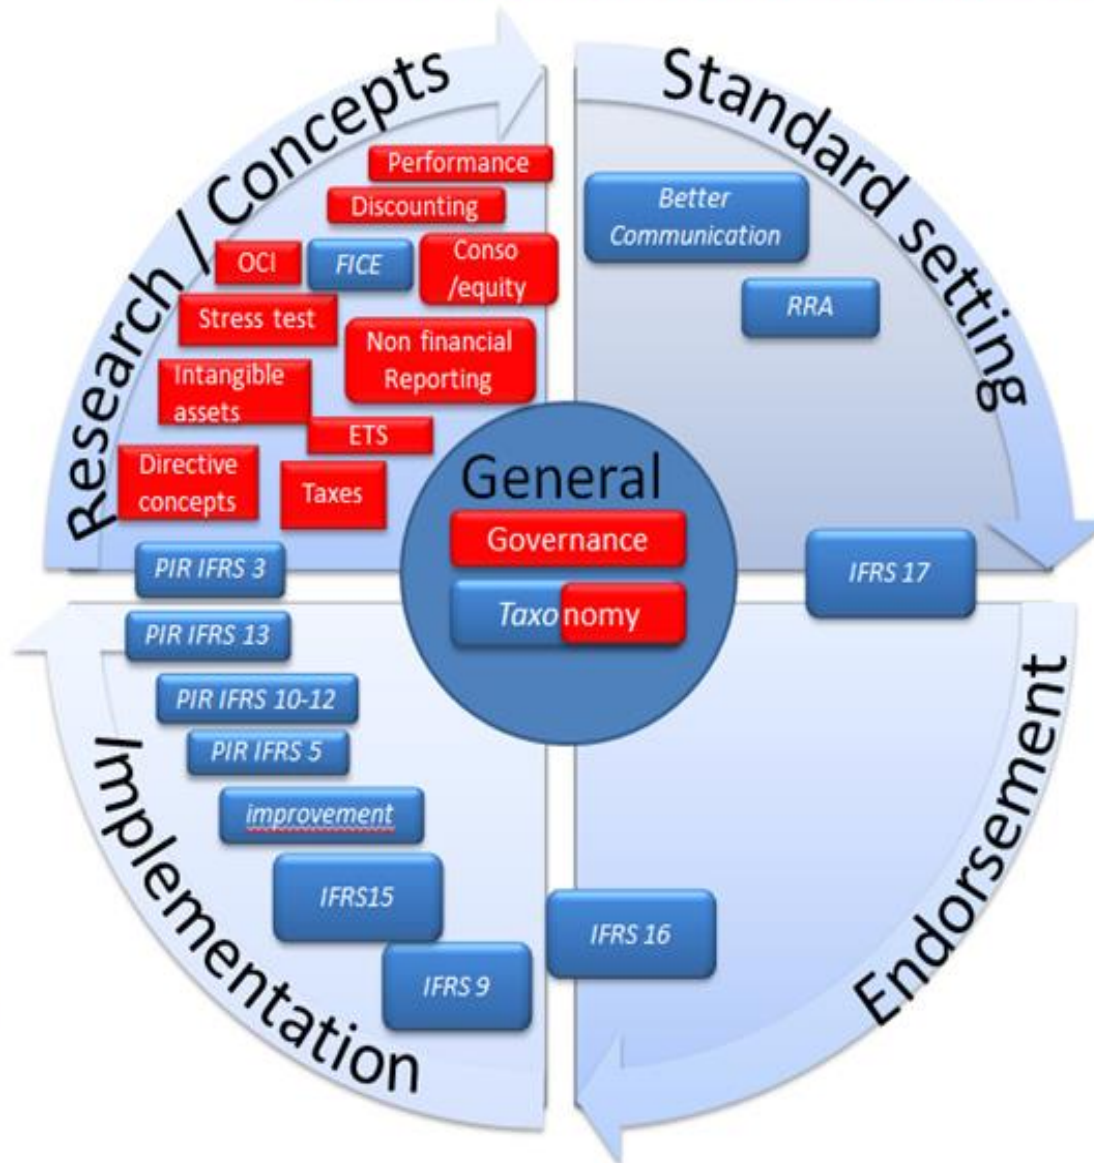 Research / Concepts
Standard setting
Performance
Discounting
OCI
FICE
Conso
/equity
Stress test
Non financial
Reporting
Intangible
assets
ETS
Directive
concepts
Taxes
Better
Communication
RRA
General
Governance
Taxonomy
PIR IFRS 3
IFRS 17
PIR IFRS 13
PIR IFRS 10-12
PIR IFRS 5
improvement
IFRS15
IFRS 9
IFRS 16
Implementation
Endorsement